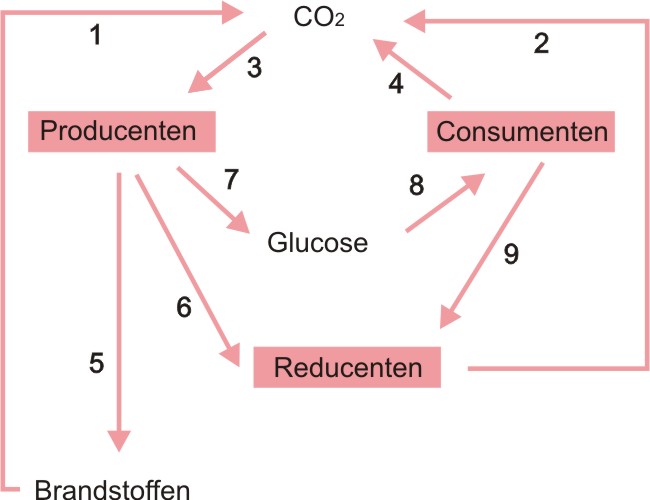 CO₂
1
2
3
4
Producenten
Consumenten
7
8
Glucose
9
6
5
Reducenten
Brandstoffen